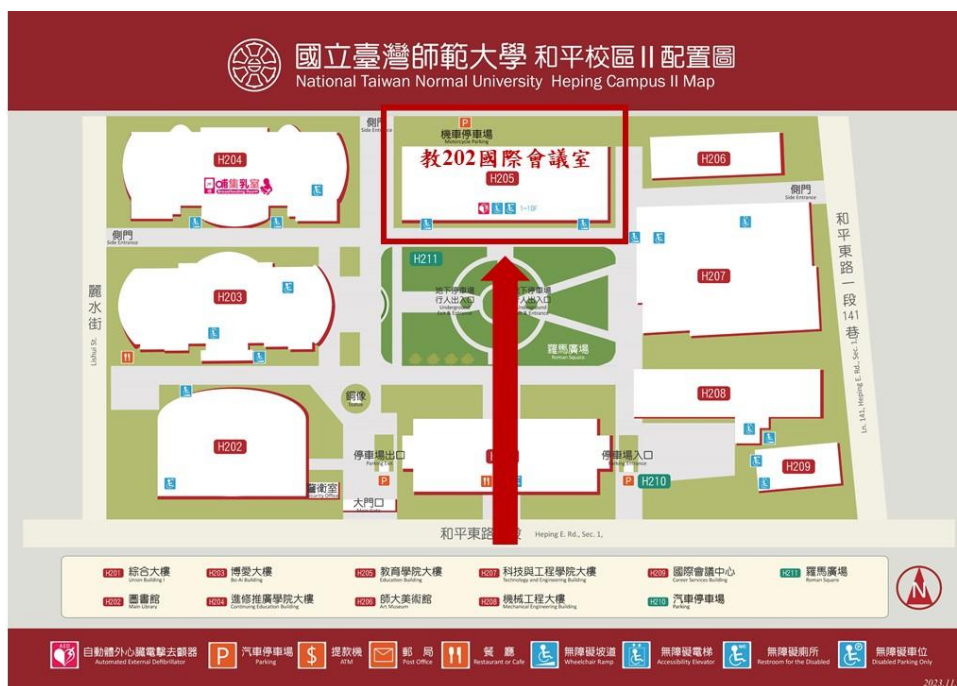 國立臺灣師範大學 和平校區 II 配置圖
National Taiwan Normal University Heping Campus II Map
側門
Side Entrance
P
機車停車場
Motorcycle Parking
教202國際會議室
H204
哺集乳室
H205
1~10F
H206
側門
Side Entrance
側門
Side Entrance
H211
H203
H207
地下停車場
行人出入口
Underground
麗水街
Lishui St.
和平東路一段141巷
Ln. 141, Heping E. Rd., Sec. 1,
羅馬廣場
Roman Square
銅像
H208
H202
停車場出口
Parking Exit
P
停車場入口
Parking Entrance
P
H210
H209
警衛室
Security Office
大門口
和平東路
Heping E. Rd., Sec. 1,
H201 綜合大樓
Union Building I
H203 博愛大樓
Bo-Ai Building
H205 教育學院大樓
Education Building
H207 科技與工程學院大樓
Technology and Engineering Building
H209 國際會議中心
Career Services Building
H211 羅馬廣場
Roman Square
H202 圖書館
Main Library
H204 進修推廣學院大樓
Continuing Education Building
H206 師大美術館
Art Museum
H208 機械工程大樓
Mechanical Engineering Building
H210 汽車停車場
Parking
N
AED 自動體外心臟電擊去顫器
Automated External Defibrillator
P 汽車停車場
Parking
$ 提款機
ATM
郵局
Post Office
餐廳
Restaurant or Cafe
無障礙坡道
Wheelchair Ramp
無障礙電梯
Accessibility Elevator
無障礙廁所
Restroom for the Disabled
無障礙車位
Disabled Parking Only
2023.11